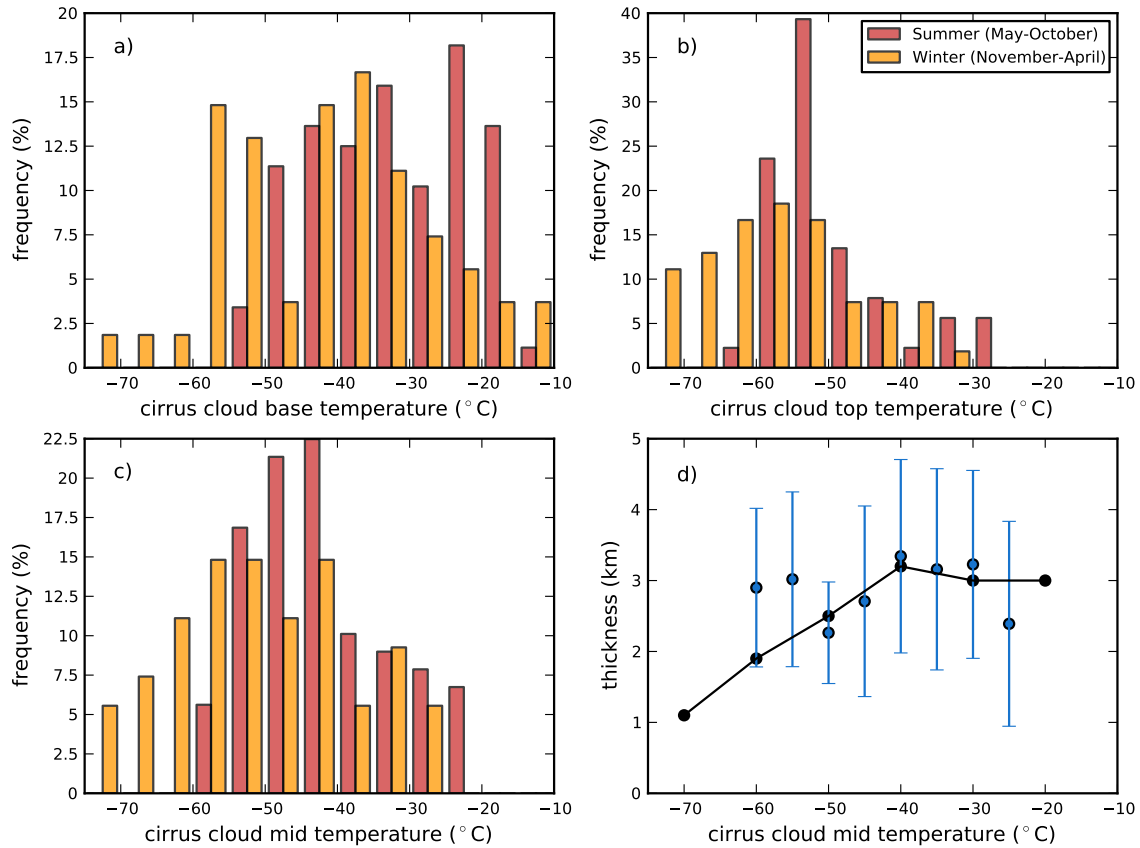 20
17.5
15
12.5
10
7.5
5
2.5
0
frequency (%)
a)
−70 −60 −50 −40 −30 −20 −10
cirrus cloud base temperature (°C)
40
35
30
25
20
15
10
5
0
frequency (%)
b)
Summer (May-October)
Winter (November-April)
−70 −60 −50 −40 −30 −20 −10
cirrus cloud top temperature (°C)
22.5
20
17.5
15
12.5
10
7.5
5
2.5
0
frequency (%)
c)
−70 −60 −50 −40 −30 −20 −10
cirrus cloud mid temperature (°C)
5
4
3
2
1
0
thickness (km)
d)
−70 −60 −50 −40 −30 −20 −10
cirrus cloud mid temperature (°C)